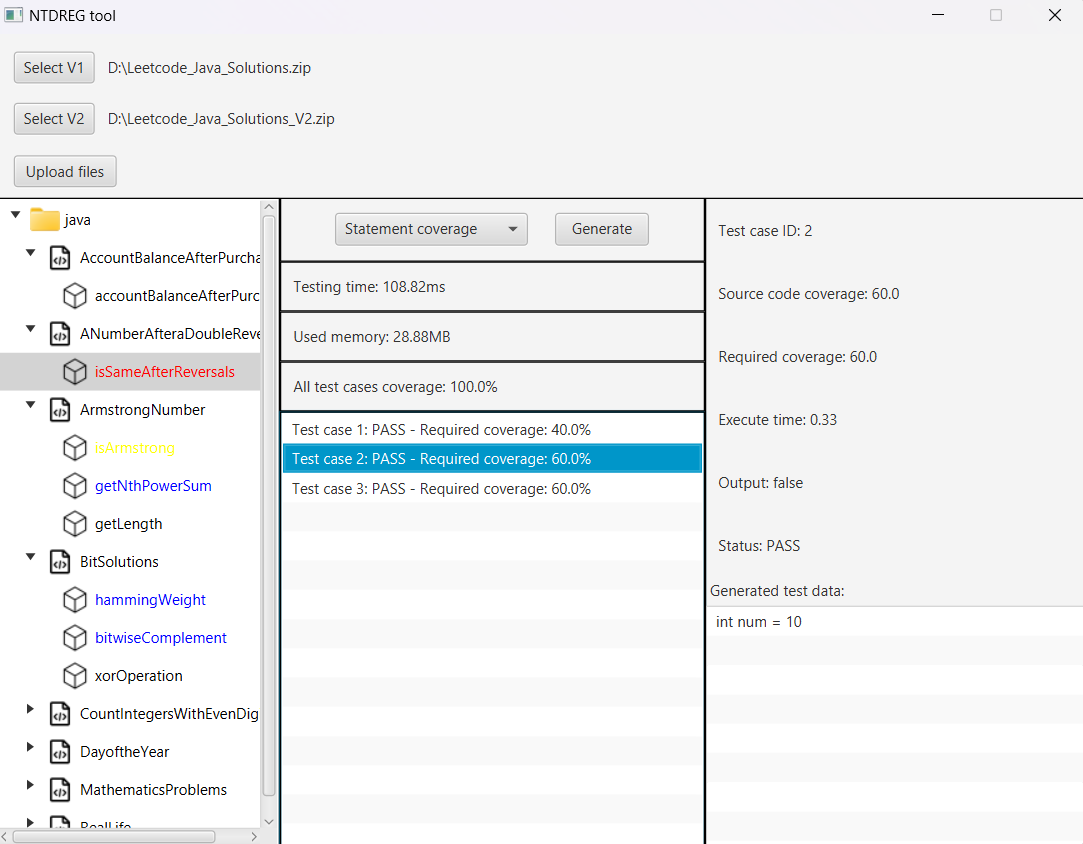 NTDREG tool
Select V1 D:\Leetcode_Java_Solutions.zip
Select V2 D:\Leetcode_Java_Solutions_V2.zip
Upload files
java
AccountBalanceAfterPurcha
accountBalanceAfterPurc
ANumberAfteraDoubleReve
isSameAfterReversals
ArmstrongNumber
isArmstrong
getNthPowerSum
getLength
BitSolutions
hammingWeight
bitwiseComplement
xorOperation
CountIntegersWithEvenDig
DayoftheYear
MathematicsProblems
RealLife
Statement coverage Generate
Testing time: 108.82ms
Used memory: 28.88MB
All test cases coverage: 100.0%
Test case 1: PASS - Required coverage: 40.0%
Test case 2: PASS - Required coverage: 60.0%
Test case 3: PASS - Required coverage: 60.0%
Test case ID: 2
Source code coverage: 60.0
Required coverage: 60.0
Execute time: 0.33
Output: false
Status: PASS
Generated test data:
int num = 10